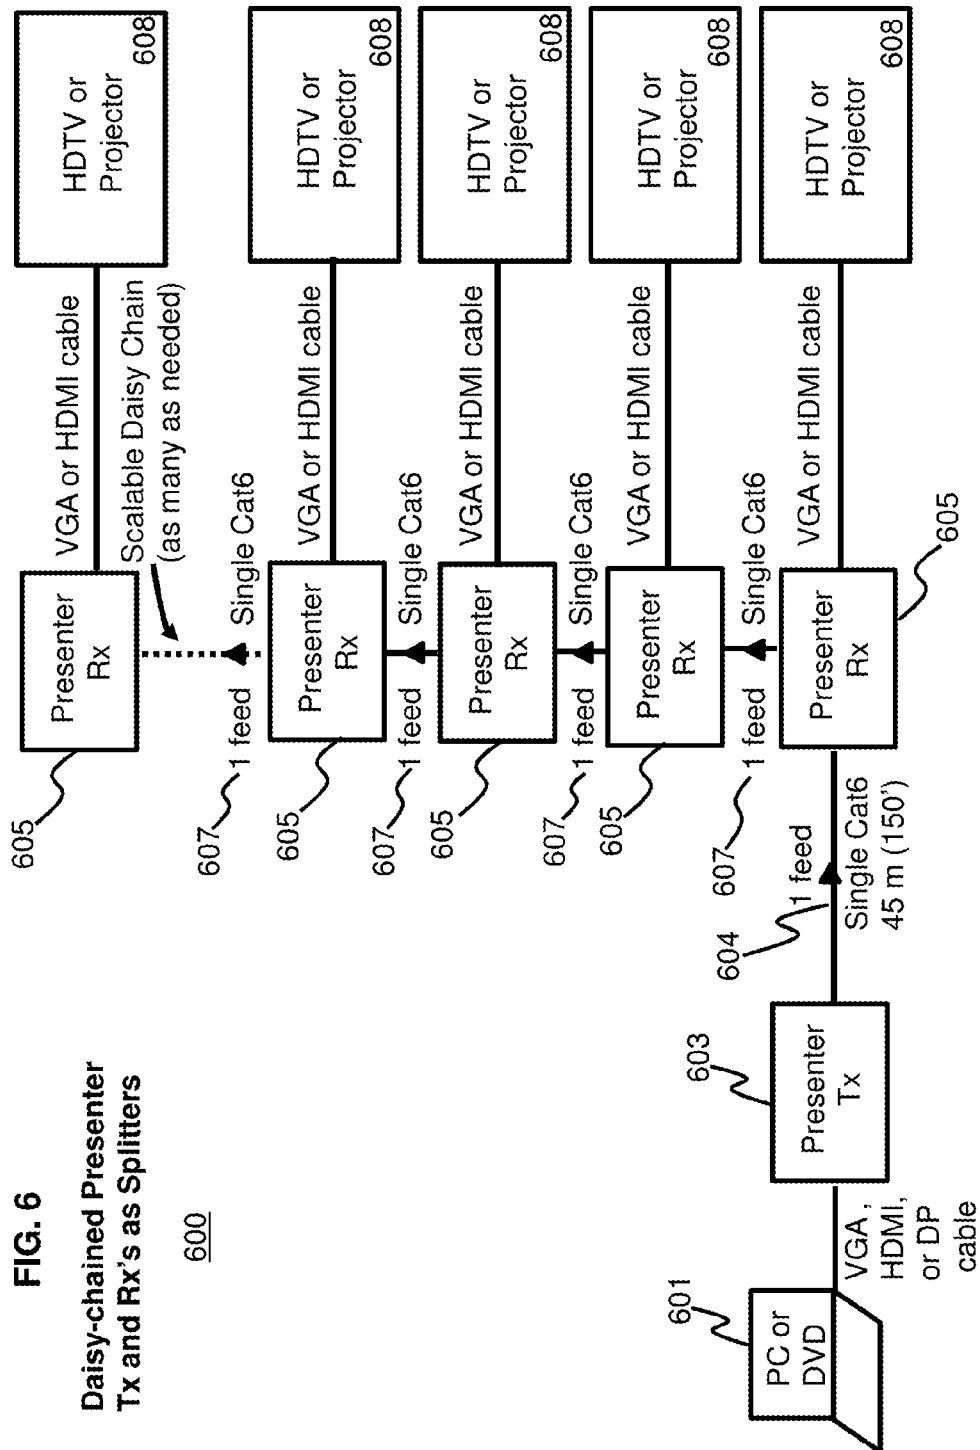 FIG. 6
Daisy-chained Presenter
Tx and Rx's as Splitters
600
601
PC or
DVD
VGA ,
HDMI,
or DP
cable
603
Presenter
Tx
604
1 feed
Single Cat6
45 m (150')
605
Presenter
Rx
VGA or HDMI cable
Scalable Daisy Chain
(as many as needed)
HDTV or
Projector
608
607
1 feed
Single Cat6
605
Presenter
Rx
VGA or HDMI cable
HDTV or
Projector
608
607
1 feed
Single Cat6
605
Presenter
Rx
VGA or HDMI cable
HDTV or
Projector
608
607
1 feed
Single Cat6
605
Presenter
Rx
VGA or HDMI cable
HDTV or
Projector
608
607
1 feed
Single Cat6
Presenter
Rx
605
VGA or HDMI cable
HDTV or
Projector
608